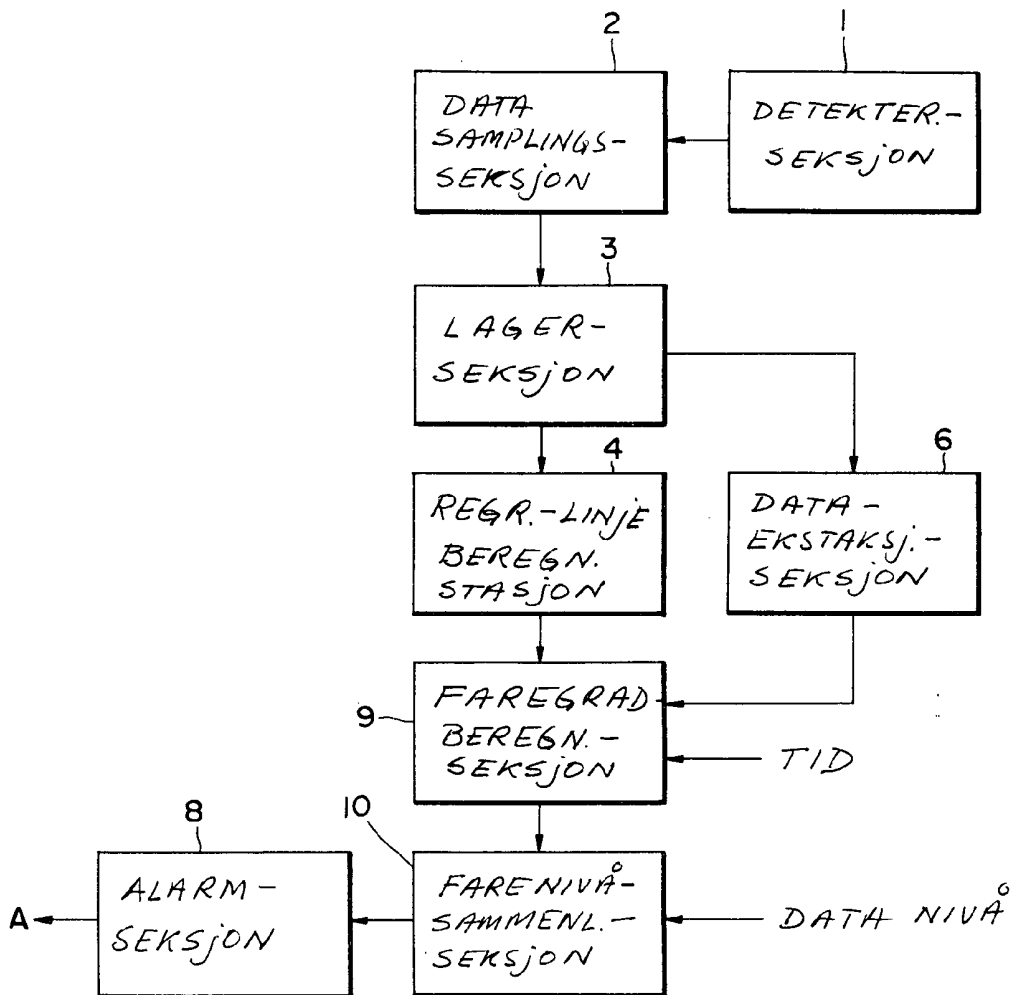 2
DATA
SAMPLINGS-
SEKSjON
1
DETEKTER.-
SEKSjON
3
LAGER-
SEKSjON
4
REGR.-LINjE
BEREGN.
STASjON
6
DATA-
EKSTAKSj.-
SEKSjON
9
FAREGRAD-
BEREGN.-
SEKSjON
TID
8
ALARM-
SEKSjON
A
10
FARENIVÅ-
SAMMENL.-
SEKSjON
DATA NIVÅ